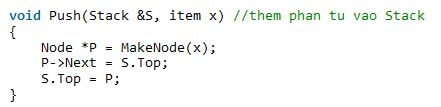 void Push(Stack &S, item x) //them phan tu vao Stack
{
    Node *P = MakeNode(x);
    P->Next = S.Top;
    S.Top = P;
}